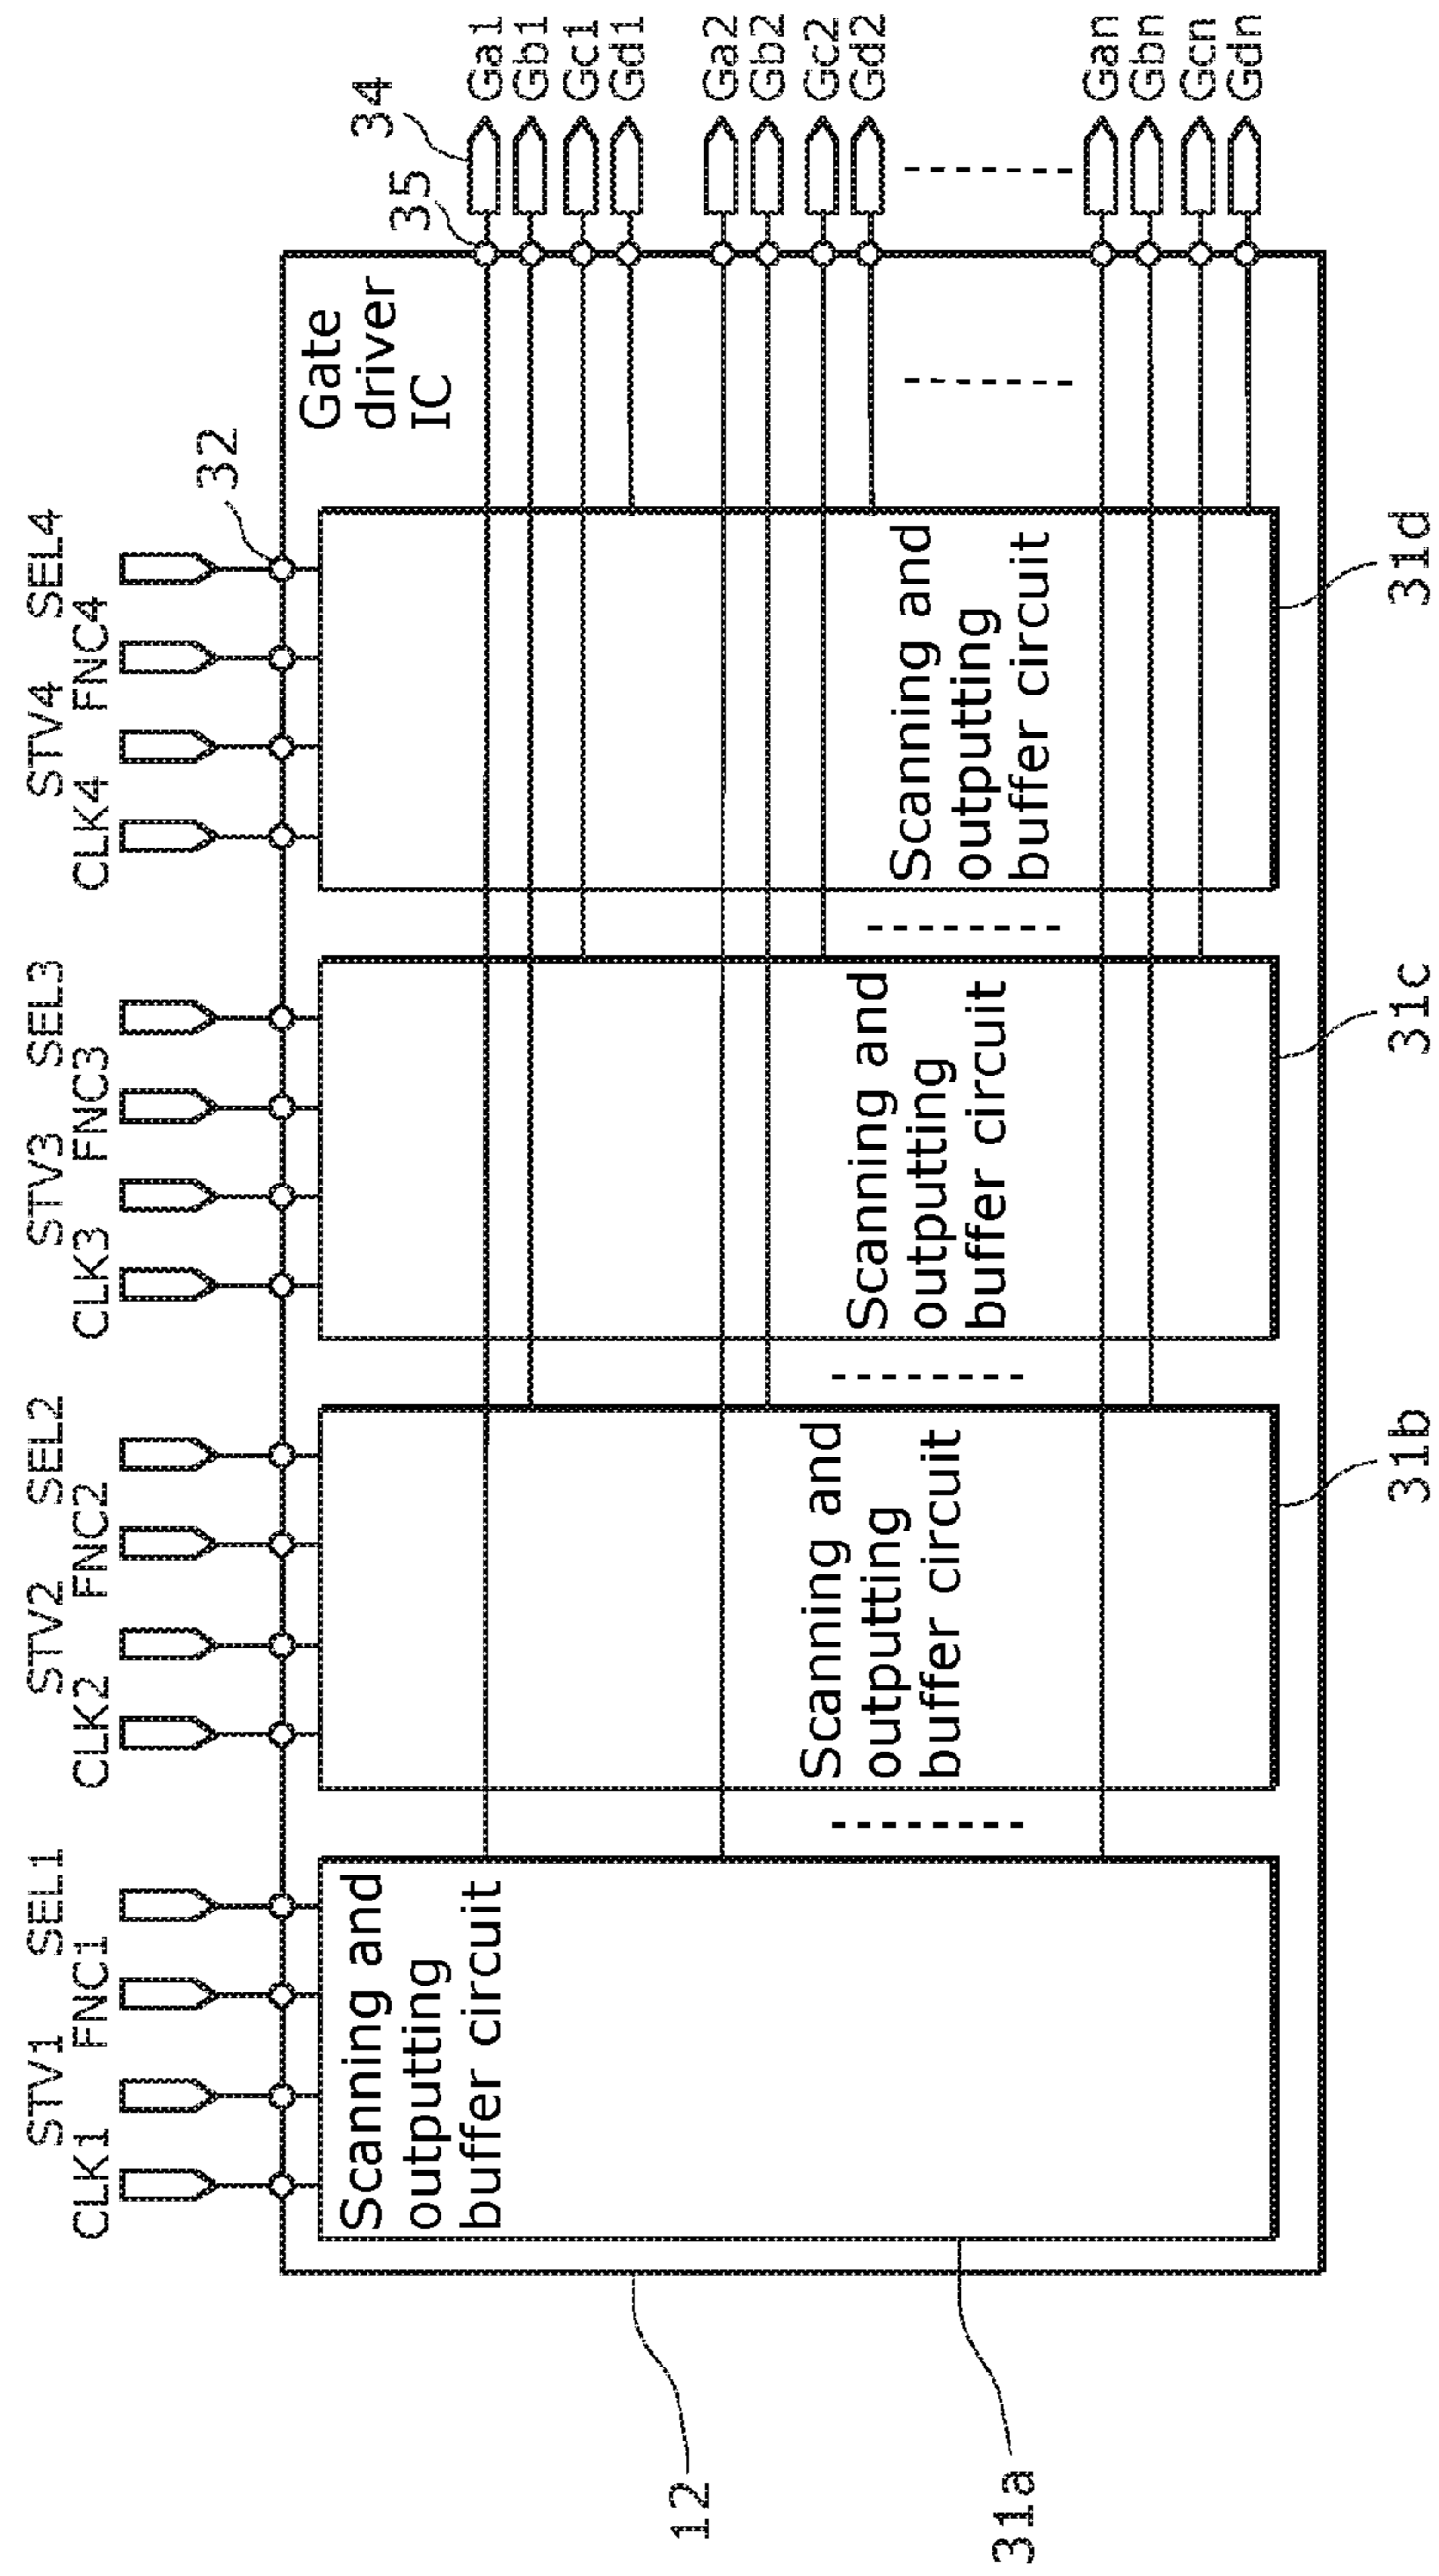 STV1 SEL1 STV2 SEL2 STV3 SEL3 STV4 SEL4
CLK1 FNC1 CLK2 FNC2 CLK3 FNC3 CLK4 FNC4
32
34
35
Gate
driver
IC
Scanning and
outputting
buffer circuit
Scanning and
outputting
buffer circuit
Scanning and
outputting
buffer circuit
Scanning and
outputting
buffer circuit
Ga1
Gb1
Gc1
Gd1
Ga2
Gb2
Gc2
Gd2
Gan
Gbn
Gcn
Gdn
12
31a
31b
31c
31d